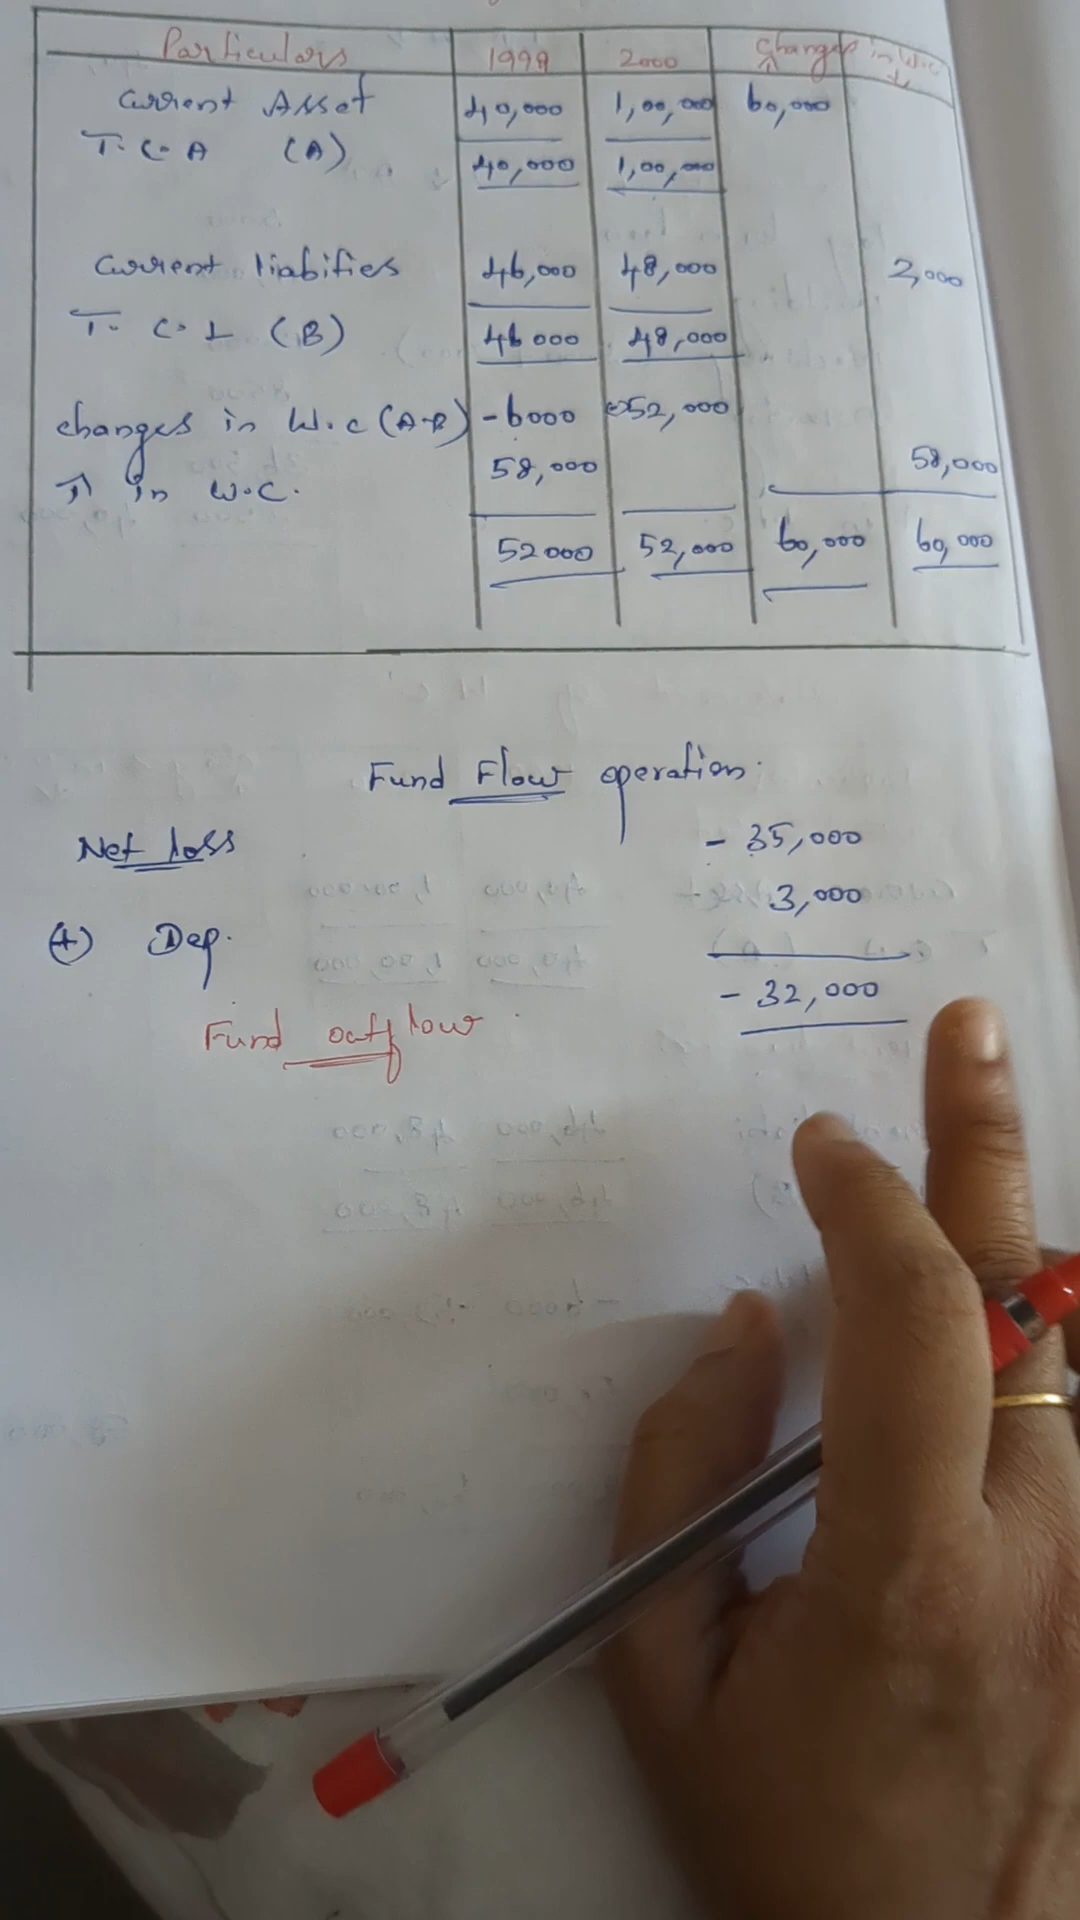 Particulars 1999 2000 Changes in W.C
↑ ↓
Current Asset 40,000 1,00,000 60,000
T. C. A (A) 40,000 1,00,000
Current liabifies 46,000 48,000 2,000
T. C. L (B) 46000 48,000
changes in W.c (A-B) -6000 52,000
↑ in W.C. 58,000 58,000
52000 52,000 60,000 60,000
Fund Flow operation.
Net loss - 35,000
(+) Dep. 3,000
- 32,000
Fund outflow